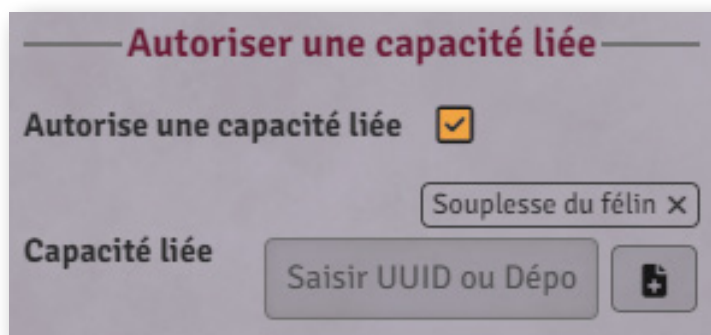 Autoriser une capacité liée
Autorise une capacité liée
Souplesse du félin ×
Capacité liée
Saisir UUID ou Dépo